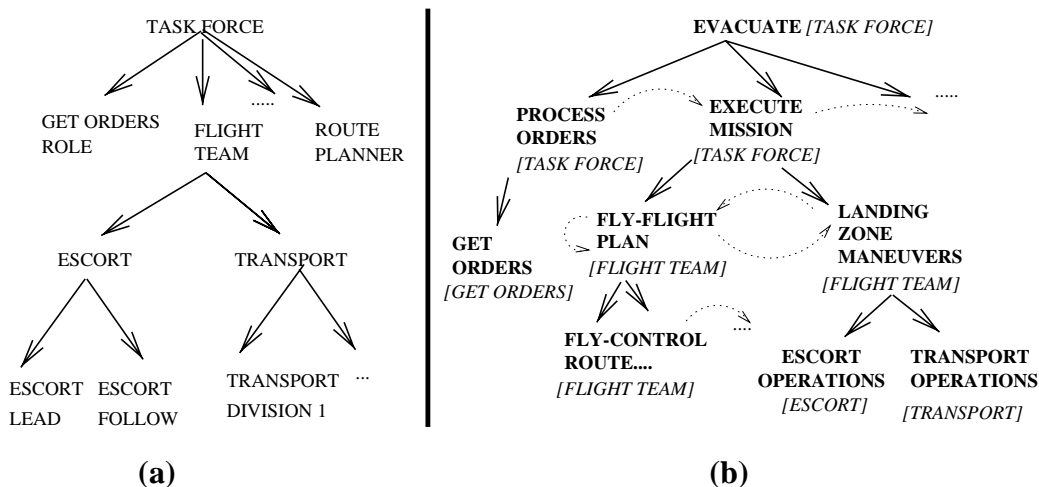 TASK FORCE
.....
GET ORDERS
ROLE
FLIGHT
TEAM
ROUTE
PLANNER
ESCORT
TRANSPORT
ESCORT
LEAD
ESCORT
FOLLOW
TRANSPORT
DIVISION 1
...
(a)
EVACUATE [TASK FORCE]
PROCESS
ORDERS
[TASK FORCE]
EXECUTE
MISSION
[TASK FORCE]
.....
GET
ORDERS
[GET ORDERS]
FLY-FLIGHT
PLAN
[FLIGHT TEAM]
LANDING
ZONE
MANEUVERS
[FLIGHT TEAM]
FLY-CONTROL
ROUTE....
[FLIGHT TEAM]
....
ESCORT
OPERATIONS
[ESCORT]
TRANSPORT
OPERATIONS
[TRANSPORT]
(b)